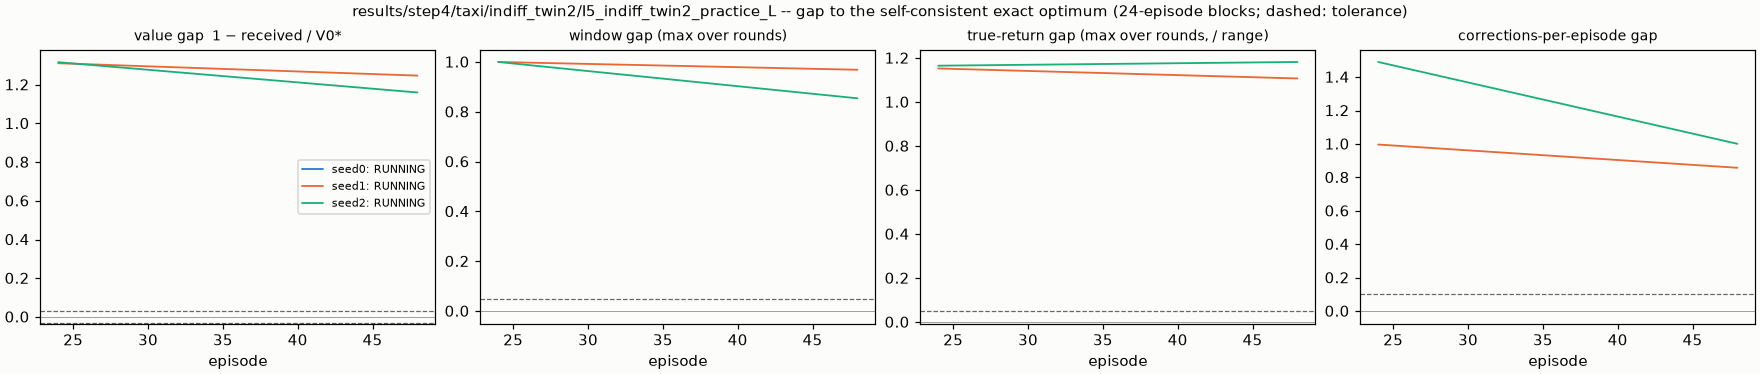 results/step4/taxi/indiff_twin2/l5_indiff_twin2_practice_L -- gap to the self-consistent exact optimum (24-episode blocks; dashed: tolerance)
value gap 1 − received / V0*
1.2
1.0
0.8
0.6
0.4
0.2
0.0
seed0: RUNNING
seed1: RUNNING
seed2: RUNNING
25 30 35 40 45
episode
window gap (max over rounds)
1.0
0.8
0.6
0.4
0.2
0.0
25 30 35 40 45
episode
true-return gap (max over rounds, / range)
1.2
1.0
0.8
0.6
0.4
0.2
0.0
25 30 35 40 45
episode
corrections-per-episode gap
1.4
1.2
1.0
0.8
0.6
0.4
0.2
0.0
25 30 35 40 45
episode